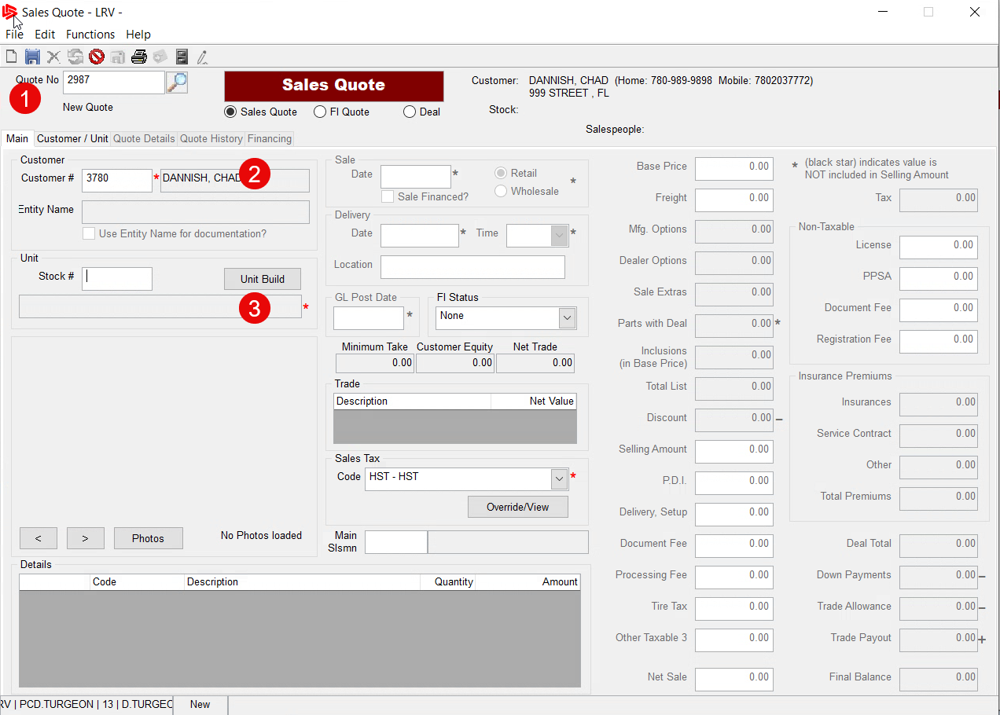 Sales Quote - LRV -
File Edit Functions Help
Quote No 2987
1
New Quote
Sales Quote
Sales Quote FI Quote Deal
Customer: DANNISH, CHAD (Home: 780-989-9898 Mobile: 7802037772)
999 STREET , FL
Stock:
Salespeople:
Main Customer / Unit Quote Details Quote History Financing
Customer
Customer # 3780 * DANNISH, CHAD 2
Entity Name
Use Entity Name for documentation?
Unit
Stock # Unit Build
3 *
< > Photos No Photos loaded
Sale
Date * Retail
Wholesale *
Sale Financed?
Delivery
Date * Time *
Location
GL Post Date
*
FI Status
None
Minimum Take Customer Equity Net Trade
0.00 0.00 0.00
Trade
Description Net Value
Sales Tax
Code HST - HST *
Override/View
Main
Slsmn
Details
Code Description Quantity Amount
Base Price 0.00
Freight 0.00
Mfg. Options 0.00
Dealer Options 0.00
Sale Extras 0.00
Parts with Deal 0.00 *
Inclusions
(in Base Price) 0.00
Total List 0.00
Discount 0.00 –
Selling Amount 0.00
P.D.I. 0.00
Delivery, Setup 0.00
Document Fee 0.00
Processing Fee 0.00
Tire Tax 0.00
Other Taxable 3 0.00
Net Sale 0.00
* (black star) indicates value is
NOT included in Selling Amount
Tax 0.00
Non-Taxable
License 0.00
PPSA 0.00
Document Fee 0.00
Registration Fee 0.00
Insurance Premiums
Insurances 0.00
Service Contract 0.00
Other 0.00
Total Premiums 0.00
Deal Total 0.00
Down Payments 0.00 –
Trade Allowance 0.00 –
Trade Payout 0.00 +
Final Balance 0.00
RV | PCD.TURGEON | 13 | D.TURGEC New